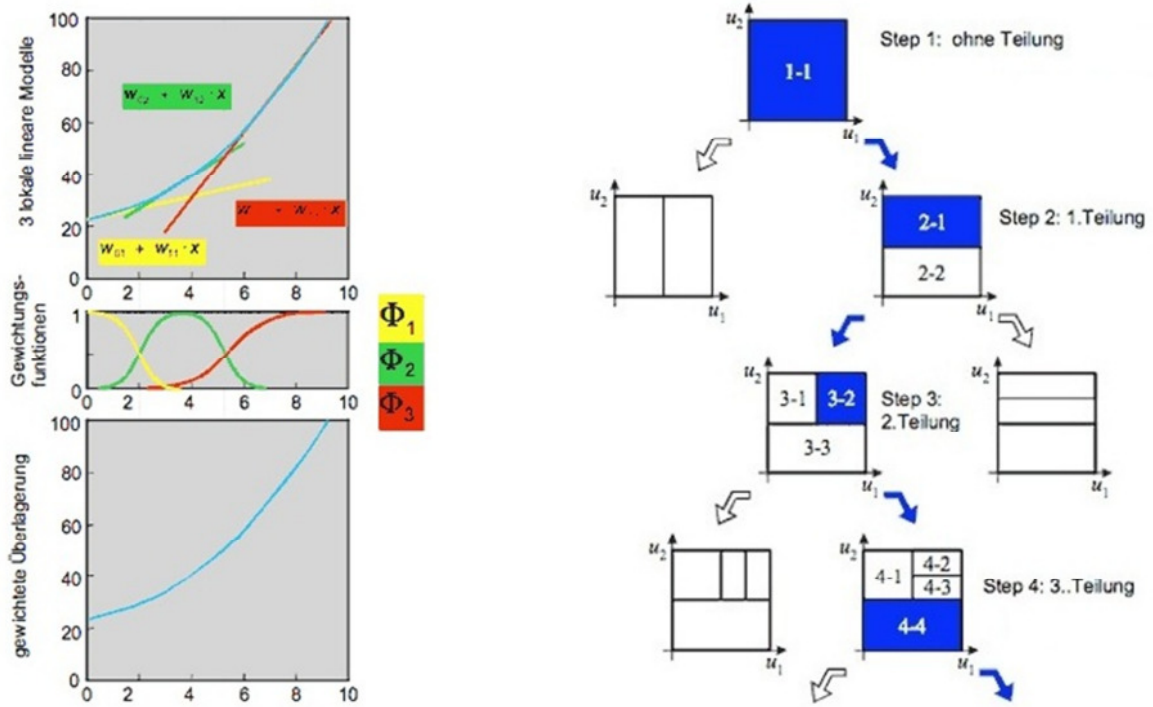 3 lokale lineare Modelle
100
80
60
40
20
0
w₀₂ + w₁₂ · x
w₀₁ + w₁₁ · x
0 2 4 6 8 10
Gewichtungs-
funktionen
1
0
0 2 4 6 8 10
Φ₁
Φ₂
Φ₃
gewichtete Überlagerung
100
80
60
40
20
0
0 2 4 6 8 10
u₂
1-1
u₁
Step 1: ohne Teilung
u₂
u₁
u₂
2-1
2-2
u₁
Step 2: 1.Teilung
u₂
3-1 3-2
3-3
u₁
Step 3:
2.Teilung
u₂
u₁
u₂
u₁
u₂
4-1 4-2
4-3
4-4
u₁
Step 4: 3..Teilung